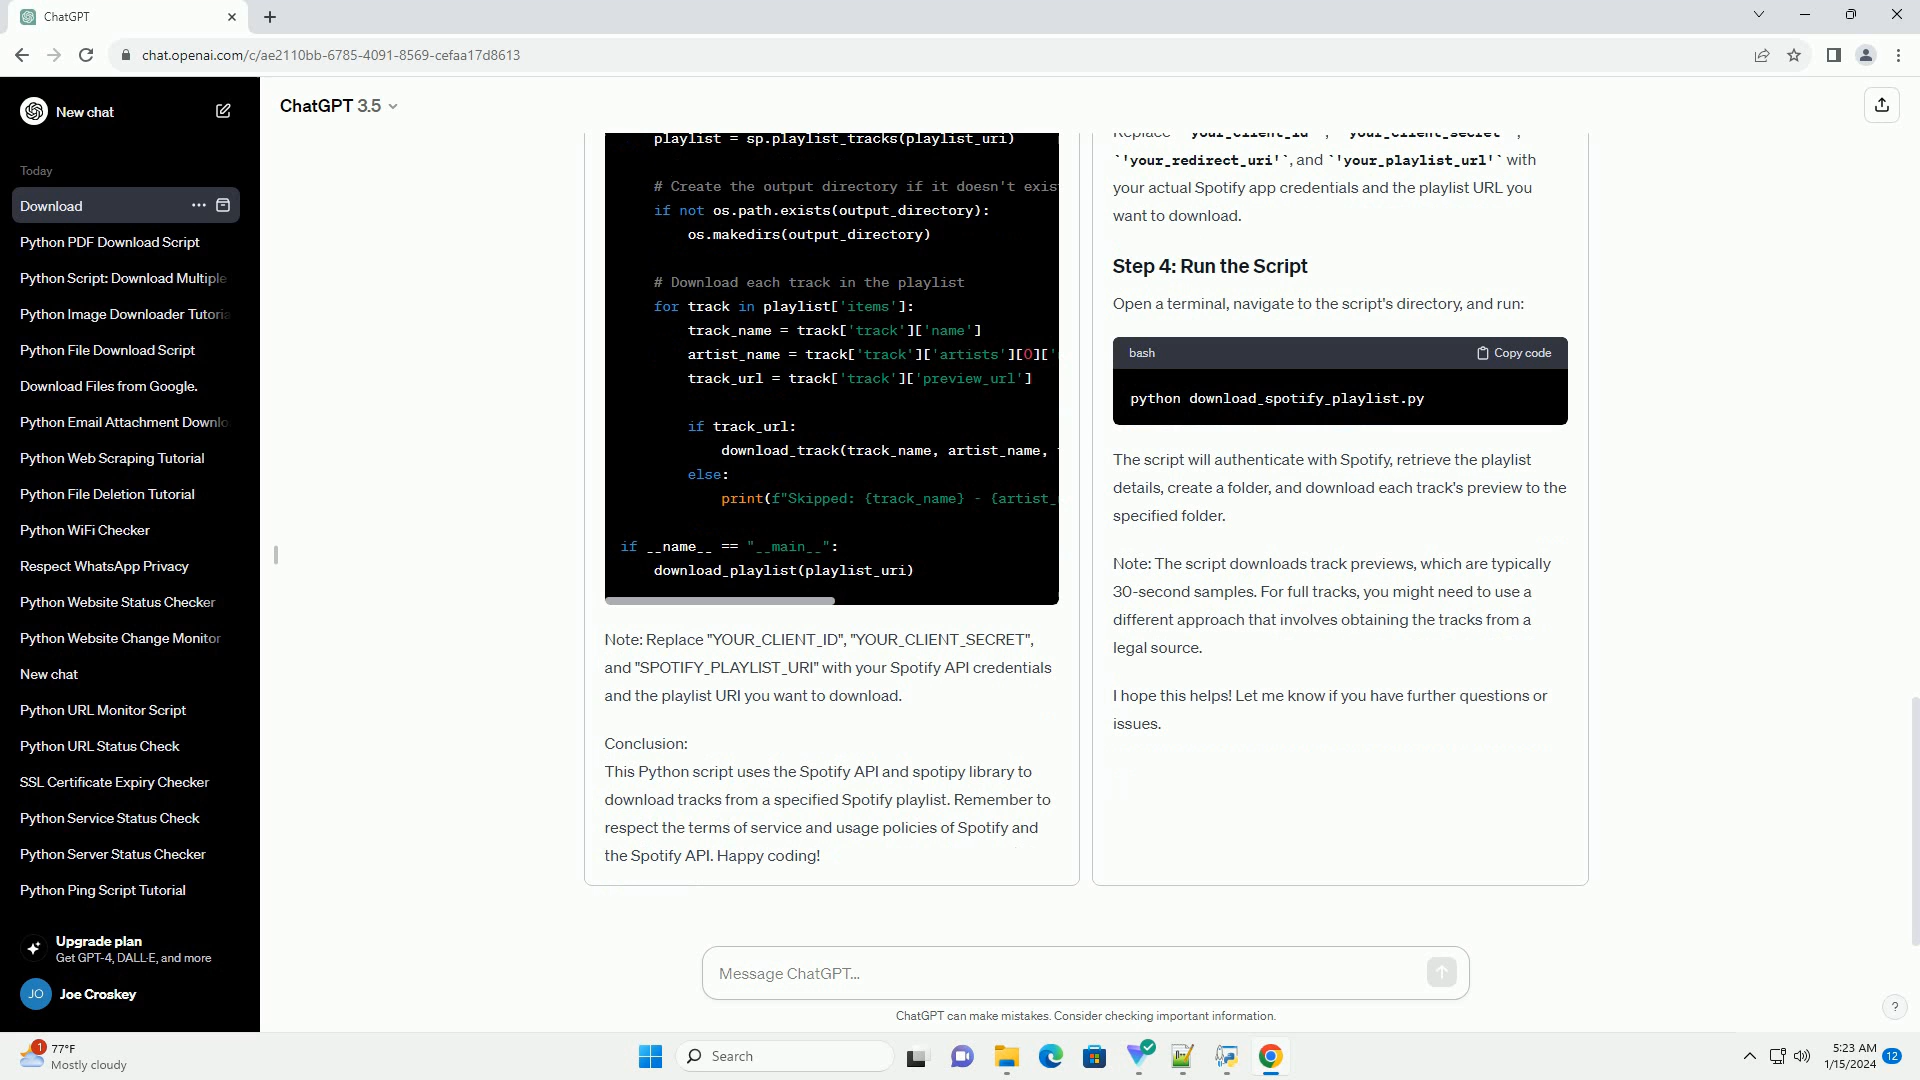 ChatGPT
chat.openai.com/c/ae2110bb-6785-4091-8569-cefaa17d8613
New chat
Today
Download
Python PDF Download Script
Python Script: Download Multiple
Python Image Downloader Tutoria
Python File Download Script
Download Files from Google.
Python Email Attachment Downlo
Python Web Scraping Tutorial
Python File Deletion Tutorial
Python WiFi Checker
Respect WhatsApp Privacy
Python Website Status Checker
Python Website Change Monitor
New chat
Python URL Monitor Script
Python URL Status Check
SSL Certificate Expiry Checker
Python Service Status Check
Python Server Status Checker
Python Ping Script Tutorial
Upgrade plan
Get GPT-4, DALL·E, and more
JO Joe Croskey
ChatGPT 3.5
playlist = sp.playlist_tracks(playlist_uri)
# Create the output directory if it doesn't exis
if not os.path.exists(output_directory):
os.makedirs(output_directory)
# Download each track in the playlist
for track in playlist['items']:
track_name = track['track']['name']
artist_name = track['track']['artists'][0]['
track_url = track['track']['preview_url']
if track_url:
download_track(track_name, artist_name,
else:
print(f"Skipped: {track_name} - {artist_
if __name__ == "__main__":
download_playlist(playlist_uri)
Note: Replace "YOUR_CLIENT_ID", "YOUR_CLIENT_SECRET",
and "SPOTIFY_PLAYLIST_URI" with your Spotify API credentials
and the playlist URI you want to download.
Conclusion:
This Python script uses the Spotify API and spotipy library to
download tracks from a specified Spotify playlist. Remember to
respect the terms of service and usage policies of Spotify and
the Spotify API. Happy coding!
Replace `'your_client_id'`, `'your_client_secret'`,
`'your_redirect_uri'`, and `'your_playlist_url'` with
your actual Spotify app credentials and the playlist URL you
want to download.
Step 4: Run the Script
Open a terminal, navigate to the script's directory, and run:
bash
Copy code
python download_spotify_playlist.py
The script will authenticate with Spotify, retrieve the playlist
details, create a folder, and download each track's preview to the
specified folder.
Note: The script downloads track previews, which are typically
30-second samples. For full tracks, you might need to use a
different approach that involves obtaining the tracks from a
legal source.
I hope this helps! Let me know if you have further questions or
issues.
Message ChatGPT...
ChatGPT can make mistakes. Consider checking important information.
?
1
77°F
Mostly cloudy
Search
5:23 AM
1/15/2024
12